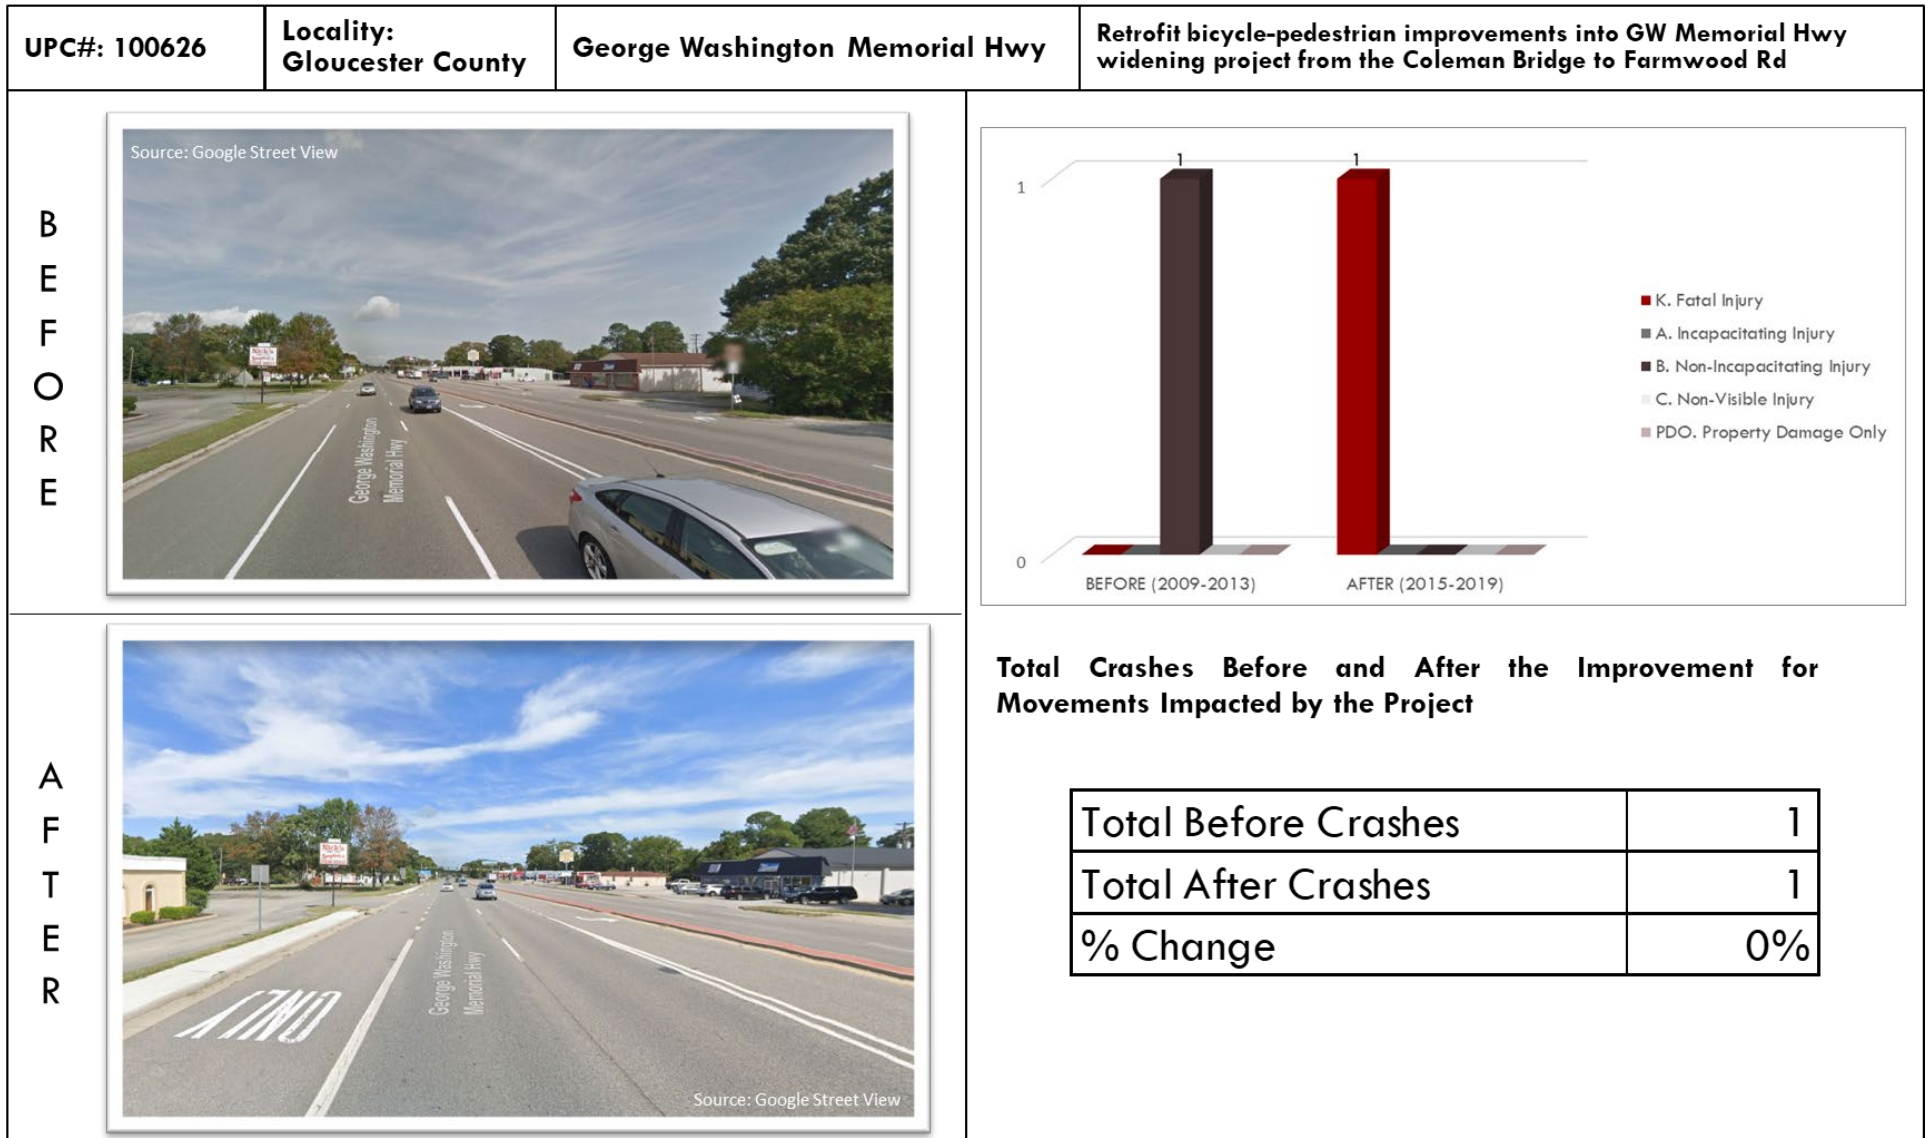 UPC#: 100626
Locality:
Gloucester County
George Washington Memorial Hwy
Retrofit bicycle-pedestrian improvements into GW Memorial Hwy
widening project from the Coleman Bridge to Farmwood Rd
BEFORE
Source: Google Street View
Nick's
George Washington
Memorial Hwy
AFTER
Nick's
ONLY
George Washington
Memorial Hwy
Source: Google Street View
1
1
1
0
BEFORE (2009-2013)
AFTER (2015-2019)
K. Fatal Injury
A. Incapacitating Injury
B. Non-Incapacitating Injury
C. Non-Visible Injury
PDO. Property Damage Only
Total Crashes Before and After the Improvement for
Movements Impacted by the Project
Total Before Crashes 1
Total After Crashes 1
% Change 0%